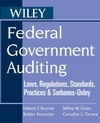 WILEY
Federal Government
Auditing
Laws, Regulations, Standards,
Practices & Sarbanes-Oxley
Edward F. Kearney
Jeffrey W. Green
Roldan Fernandez
Cornelius E. Tierney